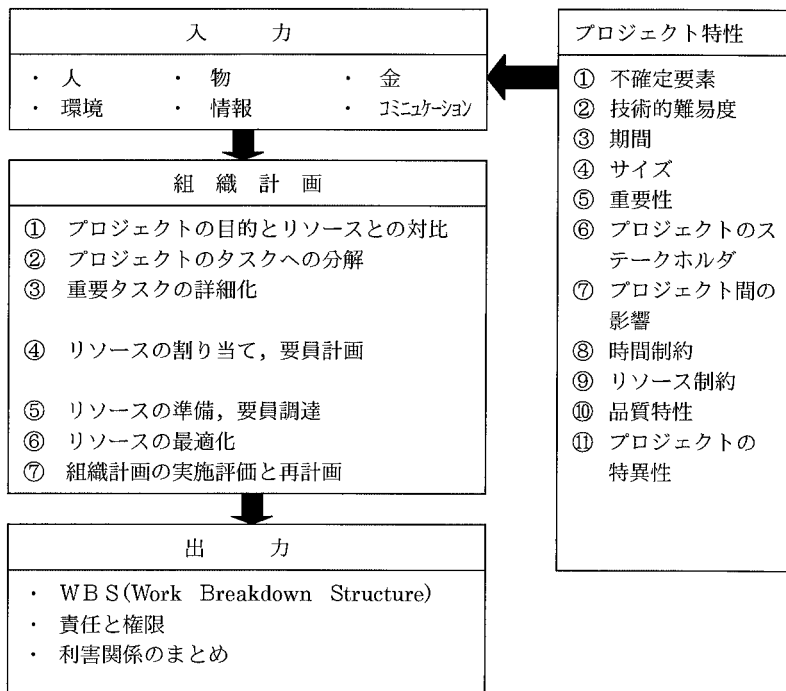 入 力
・ 人 ・ 物 ・ 金
・ 環境 ・ 情報 ・ コミニュケーション
組 織 計 画
① プロジェクトの目的とリソースとの対比
② プロジェクトのタスクへの分解
③ 重要タスクの詳細化
④ リソースの割り当て，要員計画
⑤ リソースの準備，要員調達
⑥ リソースの最適化
⑦ 組織計画の実施評価と再計画
出 力
・ ＷＢＳ(Work Breakdown Structure)
・ 責任と権限
・ 利害関係のまとめ
プロジェクト特性
① 不確定要素
② 技術的難易度
③ 期間
④ サイズ
⑤ 重要性
⑥ プロジェクトのス
テークホルダ
⑦ プロジェクト間の
影響
⑧ 時間制約
⑨ リソース制約
⑩ 品質特性
⑪ プロジェクトの
特異性